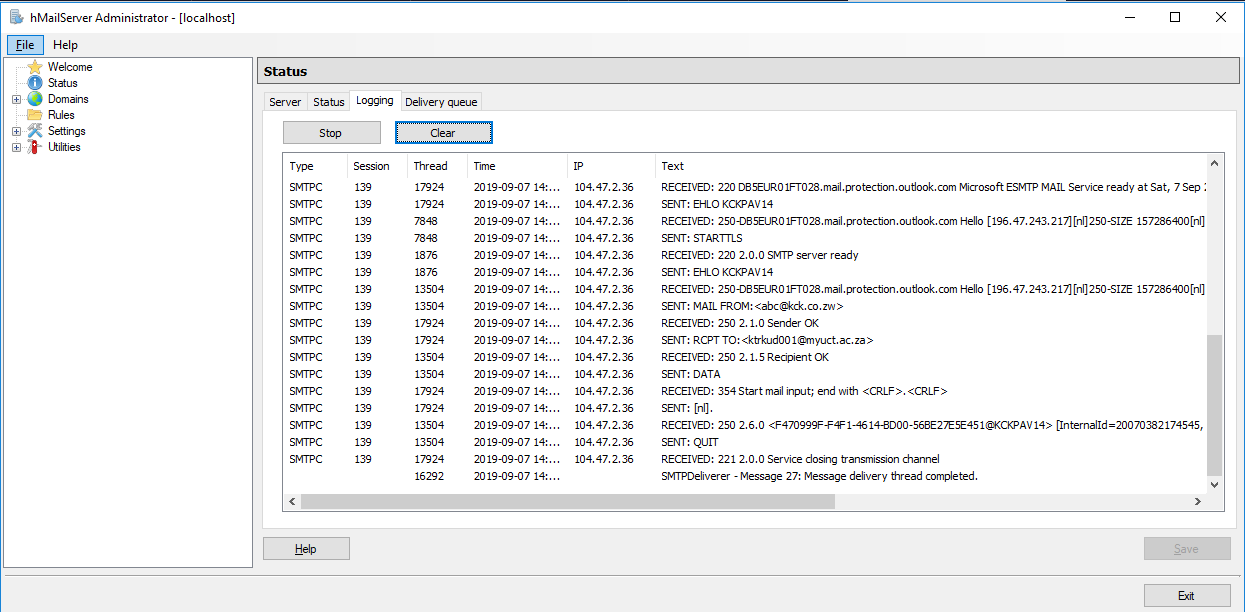 hMailServer Administrator - [localhost]
File Help
Welcome
Status
Domains
Rules
Settings
Utilities
Status
Server Status Logging Delivery queue
Stop Clear
Type Session Thread Time IP Text
SMTPC 139 17924 2019-09-07 14:... 104.47.2.36 RECEIVED: 220 DB5EUR01FT028.mail.protection.outlook.com Microsoft ESMTP MAIL Service ready at Sat, 7 Sep 2
SMTPC 139 17924 2019-09-07 14:... 104.47.2.36 SENT: EHLO KCKPAV14
SMTPC 139 7848 2019-09-07 14:... 104.47.2.36 RECEIVED: 250-DB5EUR01FT028.mail.protection.outlook.com Hello [196.47.243.217][nl]250-SIZE 157286400[nl]
SMTPC 139 7848 2019-09-07 14:... 104.47.2.36 SENT: STARTTLS
SMTPC 139 1876 2019-09-07 14:... 104.47.2.36 RECEIVED: 220 2.0.0 SMTP server ready
SMTPC 139 1876 2019-09-07 14:... 104.47.2.36 SENT: EHLO KCKPAV14
SMTPC 139 13504 2019-09-07 14:... 104.47.2.36 RECEIVED: 250-DB5EUR01FT028.mail.protection.outlook.com Hello [196.47.243.217][nl]250-SIZE 157286400[nl]
SMTPC 139 13504 2019-09-07 14:... 104.47.2.36 SENT: MAIL FROM:<abc@kck.co.zw>
SMTPC 139 17924 2019-09-07 14:... 104.47.2.36 RECEIVED: 250 2.1.0 Sender OK
SMTPC 139 17924 2019-09-07 14:... 104.47.2.36 SENT: RCPT TO:<ktrkud001@myuct.ac.za>
SMTPC 139 13504 2019-09-07 14:... 104.47.2.36 RECEIVED: 250 2.1.5 Recipient OK
SMTPC 139 13504 2019-09-07 14:... 104.47.2.36 SENT: DATA
SMTPC 139 17924 2019-09-07 14:... 104.47.2.36 RECEIVED: 354 Start mail input; end with <CRLF>.<CRLF>
SMTPC 139 17924 2019-09-07 14:... 104.47.2.36 SENT: [nl].
SMTPC 139 13504 2019-09-07 14:... 104.47.2.36 RECEIVED: 250 2.6.0 <F470999F-F4F1-4614-BD00-56BE27E5E451@KCKPAV14> [InternalId=20070382174545,
SMTPC 139 13504 2019-09-07 14:... 104.47.2.36 SENT: QUIT
SMTPC 139 17924 2019-09-07 14:... 104.47.2.36 RECEIVED: 221 2.0.0 Service closing transmission channel
16292 2019-09-07 14:... SMTPDeliverer - Message 27: Message delivery thread completed.
Help Save
Exit